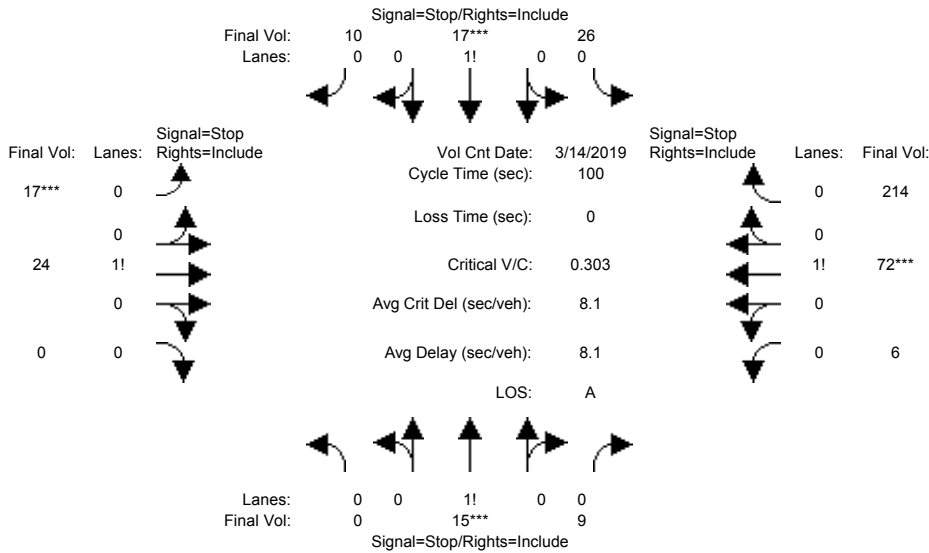 Signal=Stop/Rights=Include
Final Vol: 10 17*** 26
Lanes: 0 0 1! 0 0
Signal=Stop
Final Vol: Lanes: Rights=Include
Vol Cnt Date: 3/14/2019
Signal=Stop
Rights=Include Lanes: Final Vol:
Cycle Time (sec): 100
17*** 0
0 214
Loss Time (sec): 0
0
0
24 1!
Critical V/C: 0.303
1! 72***
0
Avg Crit Del (sec/veh): 8.1
0
0 0
Avg Delay (sec/veh): 8.1
0 6
LOS: A
Lanes: 0 0 1! 0 0
Final Vol: 0 15*** 9
Signal=Stop/Rights=Include